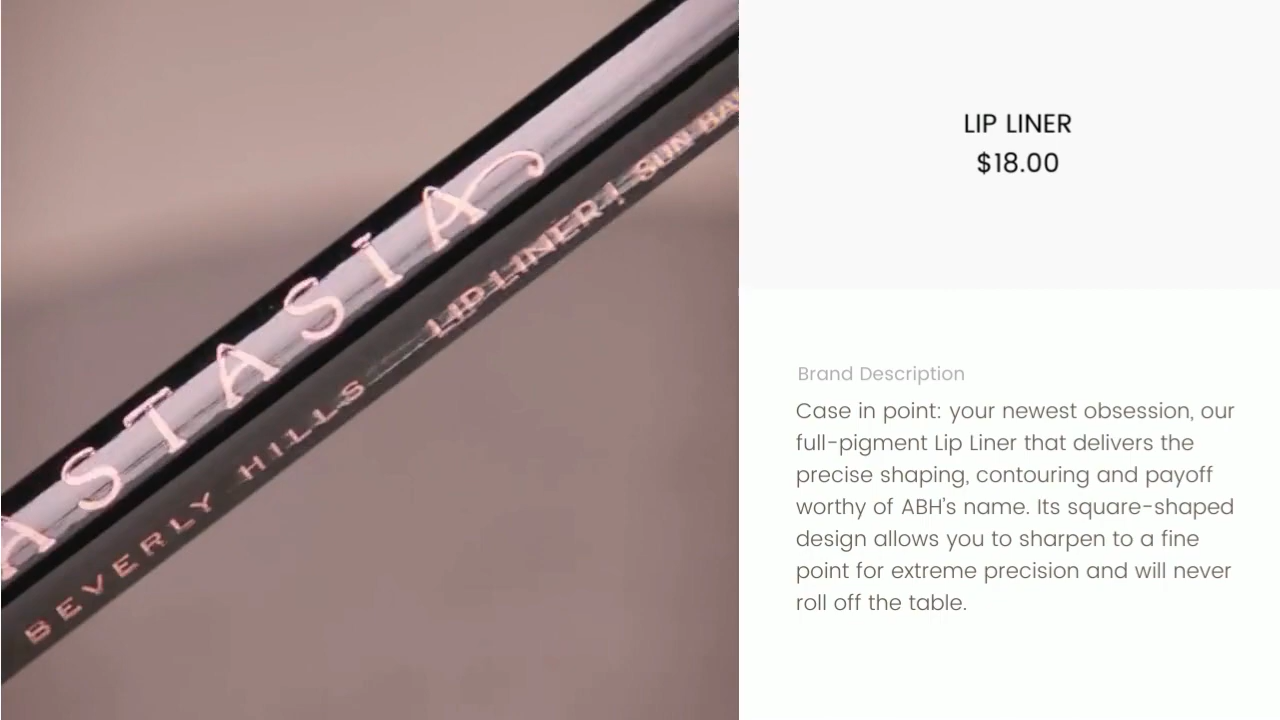 ASTASIA
BEVERLY HILLS — LIP LINER | SUN
LIP LINER
$18.00
Brand Description
Case in point: your newest obsession, our
full-pigment Lip Liner that delivers the
precise shaping, contouring and payoff
worthy of ABH's name. Its square-shaped
design allows you to sharpen to a fine
point for extreme precision and will never
roll off the table.